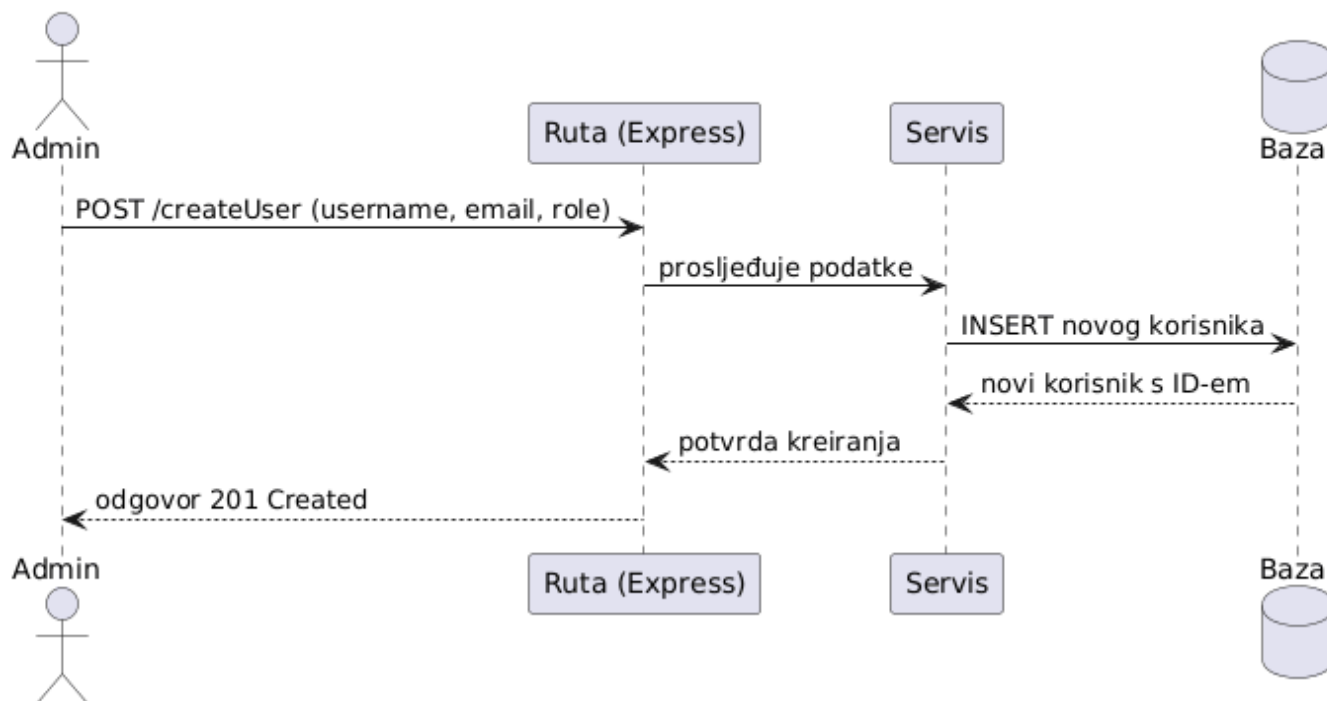 Admin
Ruta (Express)
Servis
Baza
POST /createUser (username, email, role)
prosljeđuje podatke
INSERT novog korisnika
novi korisnik s ID-em
potvrda kreiranja
odgovor 201 Created
Admin
Ruta (Express)
Servis
Baza